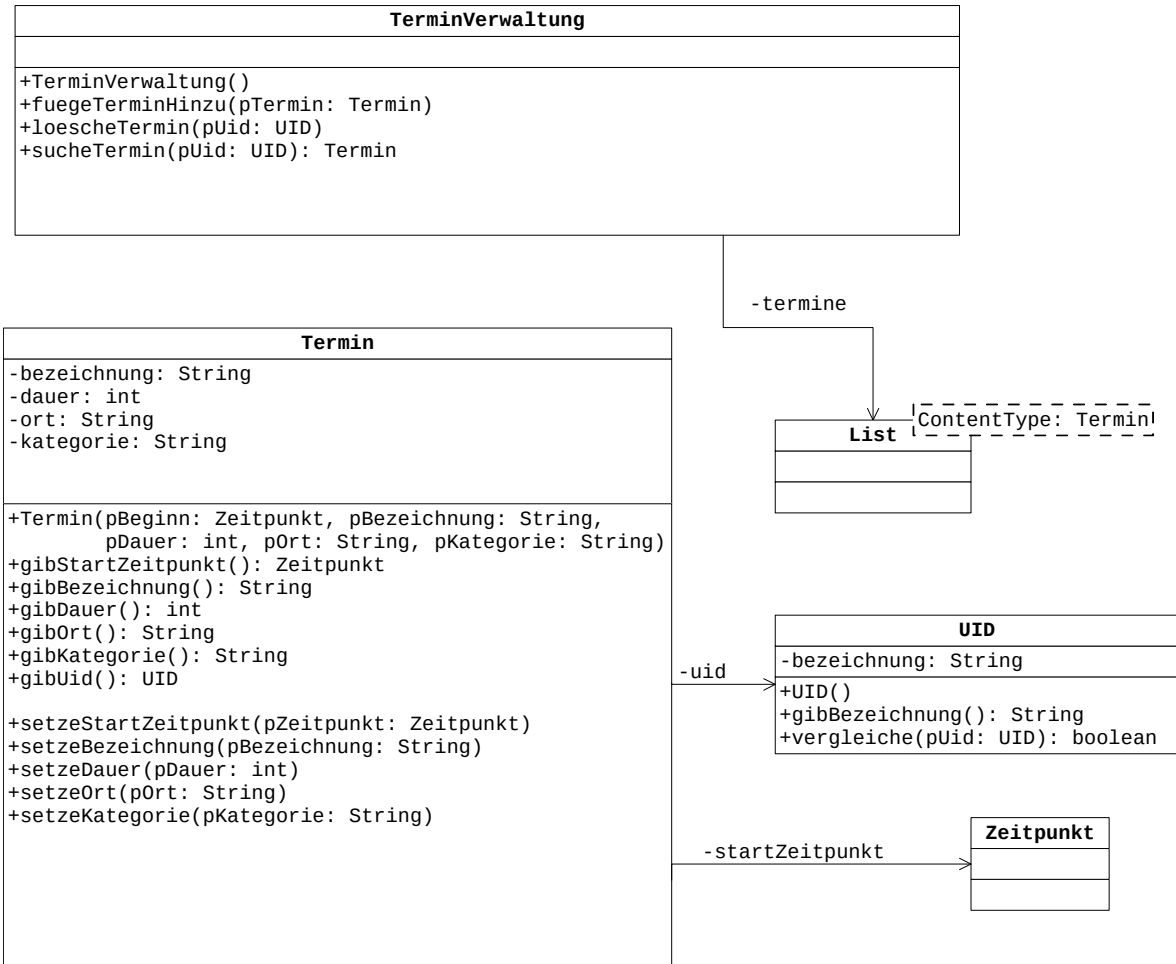 TerminVerwaltung
+TerminVerwaltung()
+fuegeTerminHinzu(pTermin: Termin)
+loescheTermin(pUid: UID)
+sucheTermin(pUid: UID): Termin
-termine
Termin
-bezeichnung: String
-dauer: int
-ort: String
-kategorie: String
+Termin(pBeginn: Zeitpunkt, pBezeichnung: String,
pDauer: int, pOrt: String, pKategorie: String)
+gibStartZeitpunkt(): Zeitpunkt
+gibBezeichnung(): String
+gibDauer(): int
+gibOrt(): String
+gibKategorie(): String
+gibUid(): UID
+setzeStartZeitpunkt(pZeitpunkt: Zeitpunkt)
+setzeBezeichnung(pBezeichnung: String)
+setzeDauer(pDauer: int)
+setzeOrt(pOrt: String)
+setzeKategorie(pKategorie: String)
ContentType: Termin
List
-uid
UID
-bezeichnung: String
+UID()
+gibBezeichnung(): String
+vergleiche(pUid: UID): boolean
-startZeitpunkt
Zeitpunkt